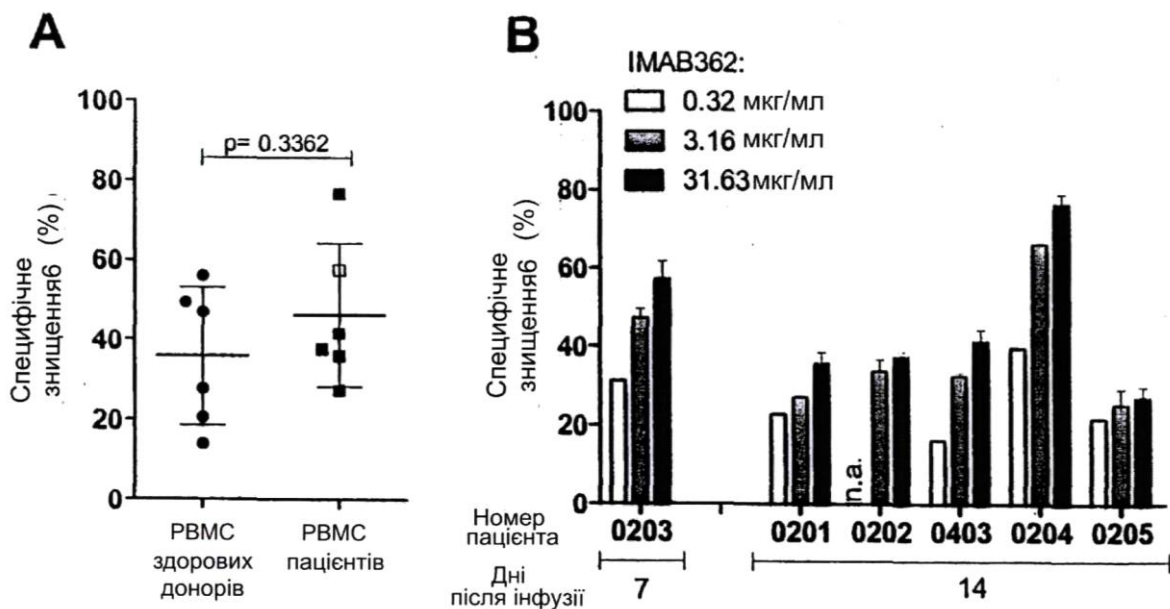 A
Специфічне
знищення6 (%)
100
80
60
40
20
0
p= 0.3362
PBMC
здорових
донорів
PBMC
пацієнтів
B
IMAB362:
0.32 мкг/мл
3.16 мкг/мл
31.63 мкг/мл
Специфічне
знищення6 (%)
100
80
60
40
20
0
n.a.
Номер
пацієнта
0203
0201
0202
0403
0204
0205
Дні
після інфузії
7
14